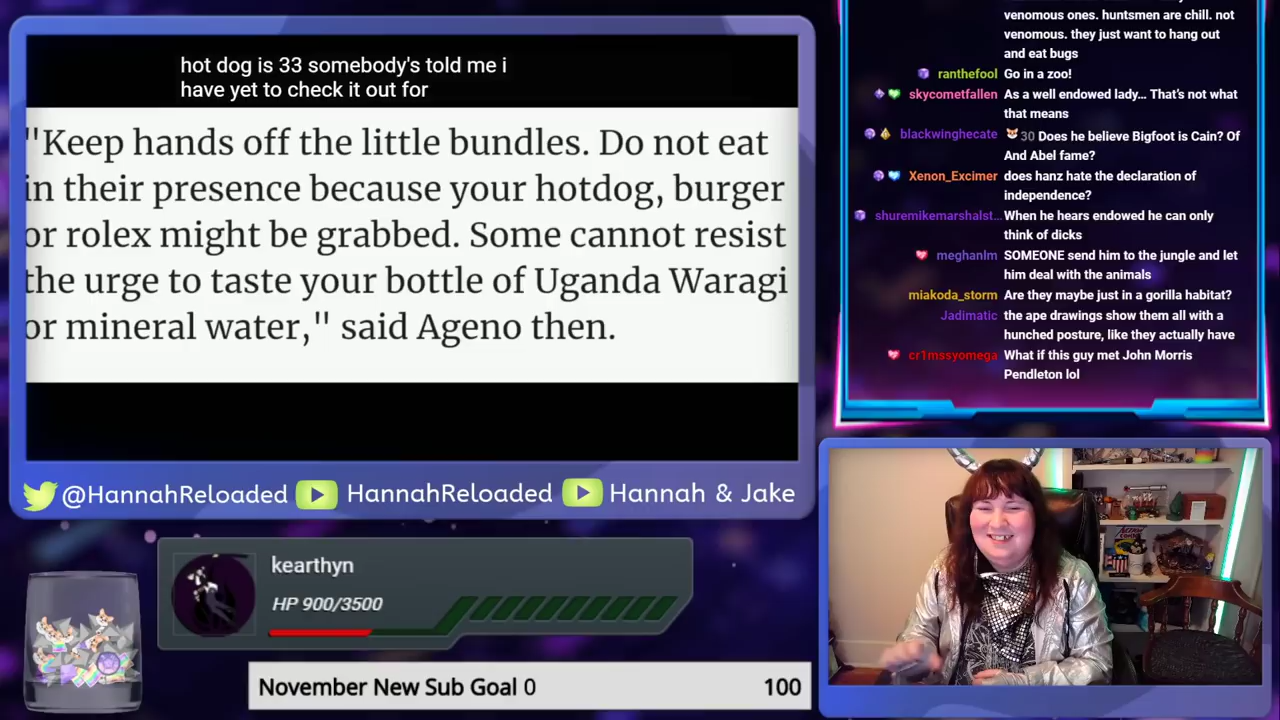 hot dog is 33 somebody's told me i
have yet to check it out for
"Keep hands off the little bundles. Do not eat
in their presence because your hotdog, burger
or rolex might be grabbed. Some cannot resist
the urge to taste your bottle of Uganda Waragi
or mineral water," said Ageno then.
@HannahReloaded HannahReloaded Hannah & Jake
kearthyn
HP 900/3500
November New Sub Goal 0 100
venomous ones. huntsmen are chill. not
venomous. they just want to hang out
and eat bugs
ranthefool Go in a zoo!
skycometfallen As a well endowed lady… That's not what
that means
blackwinghecate 30 Does he believe Bigfoot is Cain? Of
And Abel fame?
Xenon_Excimer does hanz hate the declaration of
independence?
shuremikemarshalst... When he hears endowed he can only
think of dicks
meghanlm SOMEONE send him to the jungle and let
him deal with the animals
miakoda_storm Are they maybe just in a gorilla habitat?
Jadimatic the ape drawings show them all with a
hunched posture, like they actually have
cr1mssyomega What if this guy met John Morris
Pendleton lol